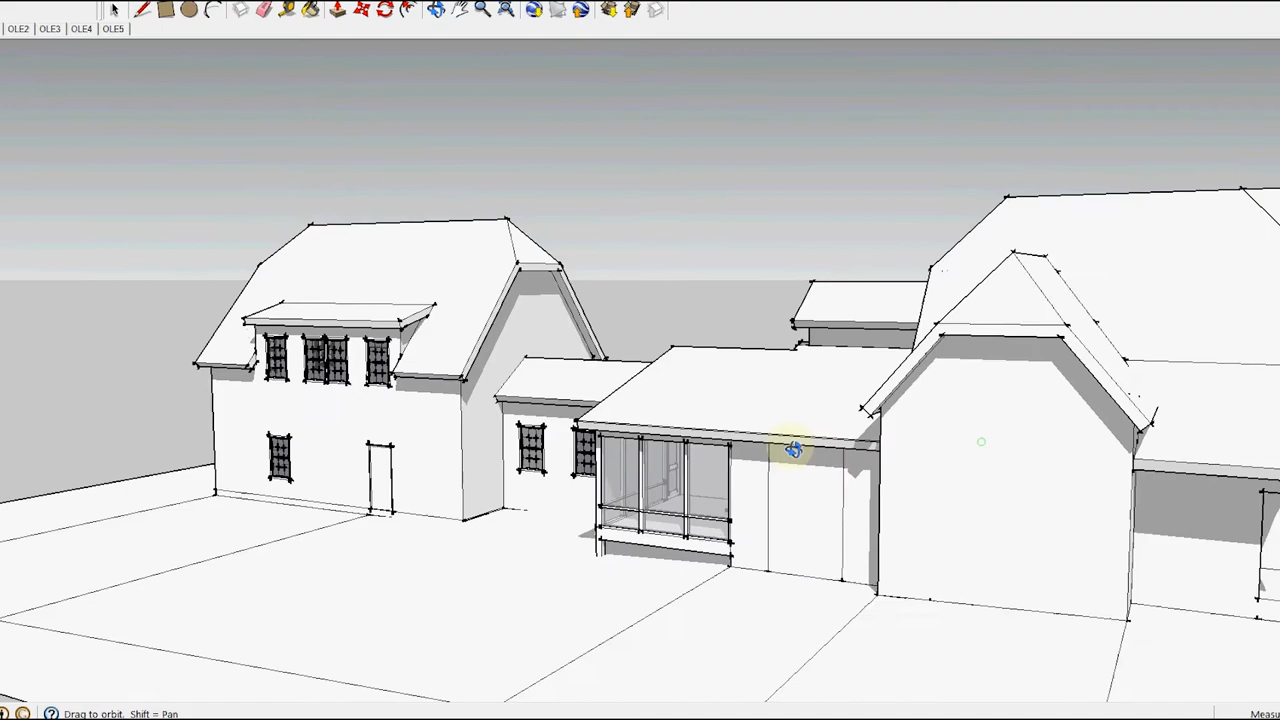 OLE2 OLE3 OLE4 OLE5
Drag to orbit. Shift = Pan
Measu